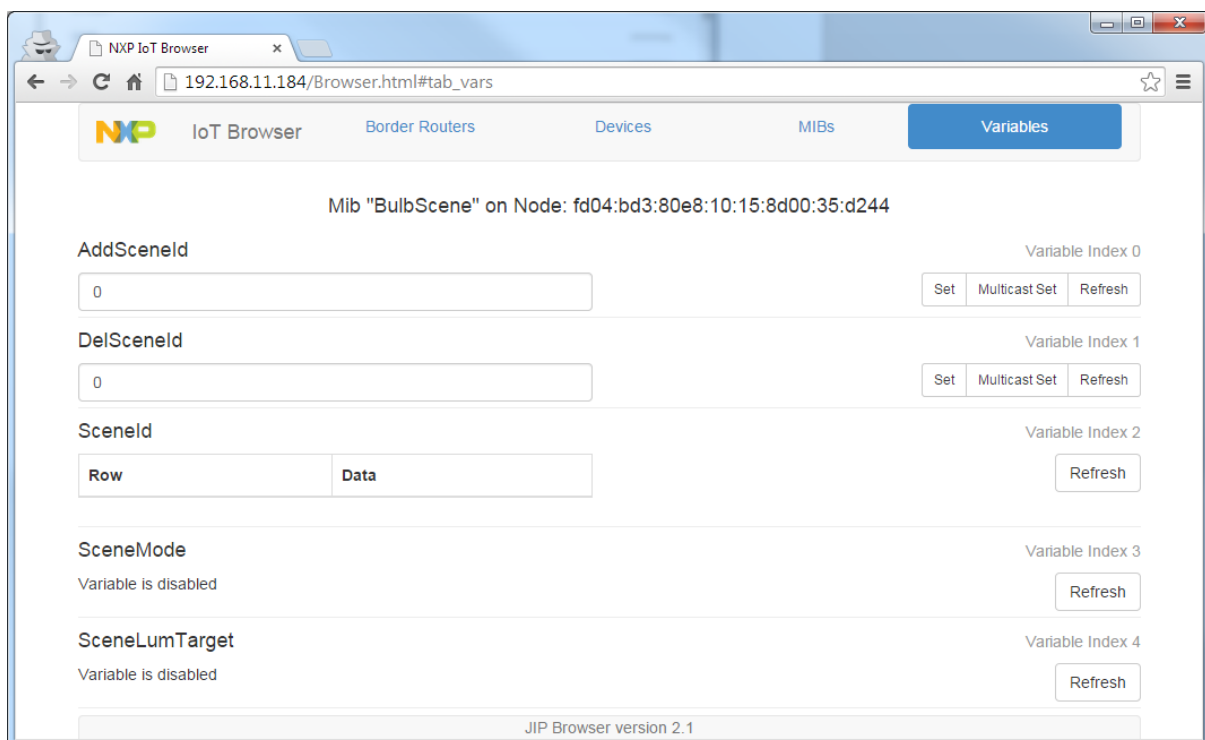 NXP IoT Browser
192.168.11.184/Browser.html#tab_vars
NXP IoT Browser Border Routers Devices MIBs Variables
Mib "BulbScene" on Node: fd04:bd3:80e8:10:15:8d00:35:d244
AddSceneId Variable Index 0
0 Set Multicast Set Refresh
DelSceneId Variable Index 1
0 Set Multicast Set Refresh
SceneId Variable Index 2
Row Data Refresh
SceneMode Variable Index 3
Variable is disabled Refresh
SceneLumTarget Variable Index 4
Variable is disabled Refresh
JIP Browser version 2.1